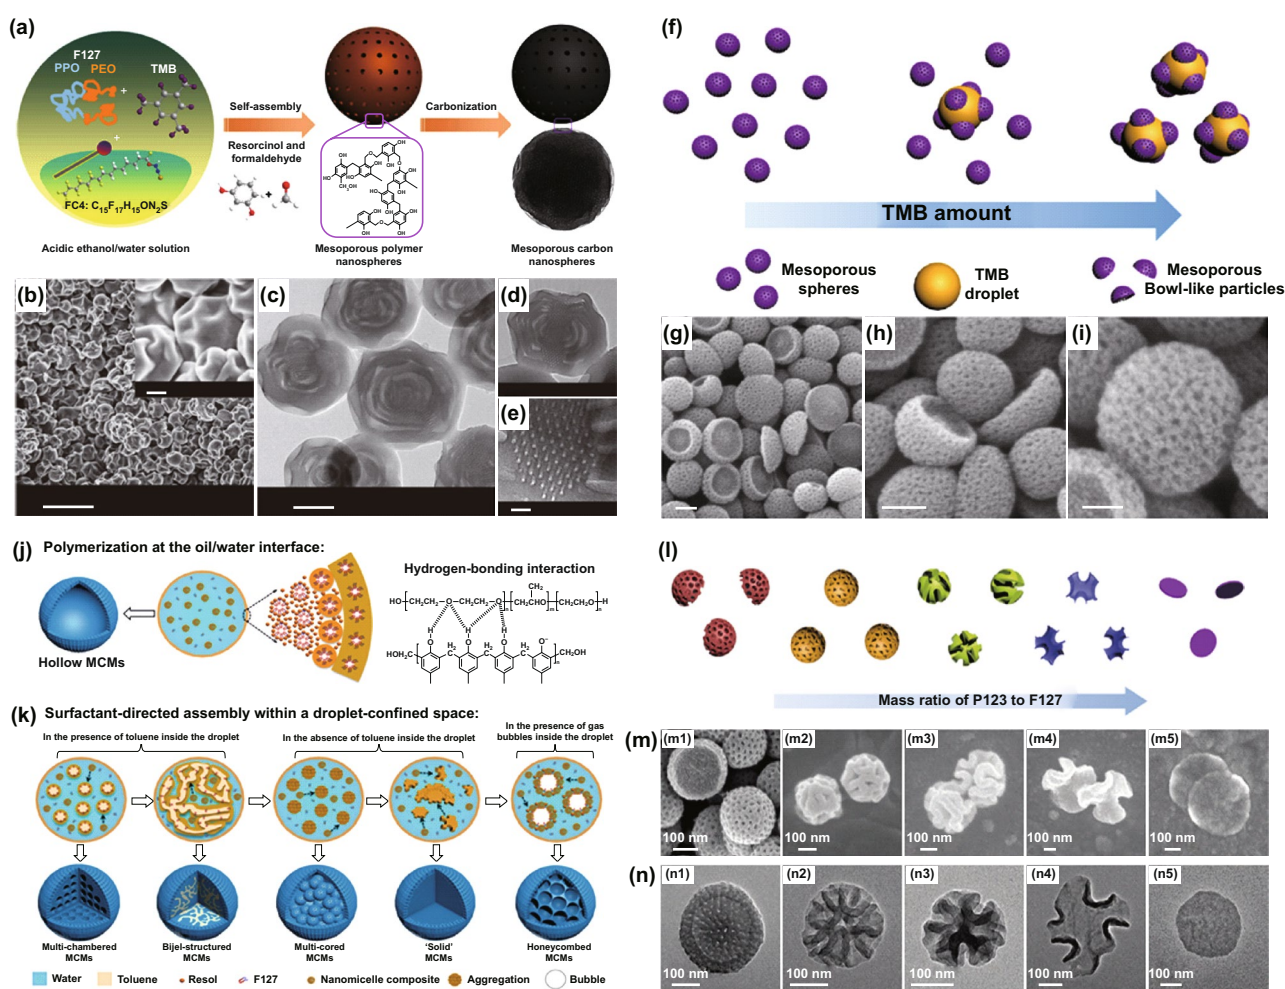 (a)
F127
PPO PEO
TMB
+
+
FC4: C15F17H15ON2S
Acidic ethanol/water solution
Self-assembly
Resorcinol and
formaldehyde
+
Mesoporous polymer
nanospheres
Carbonization
Mesoporous carbon
nanospheres
(b)
(c)
(d)
(e)
(f)
TMB amount
Mesoporous
spheres
TMB
droplet
Mesoporous
Bowl-like particles
(g)
(h)
(i)
(j) Polymerization at the oil/water interface:
Hollow MCMs
Hydrogen-bonding interaction
(k) Surfactant-directed assembly within a droplet-confined space:
In the presence of toluene inside the droplet
In the absence of toluene inside the droplet
In the presence of gas
bubbles inside the droplet
Multi-chambered
MCMs
Bijel-structured
MCMs
Multi-cored
MCMs
‘Solid’
MCMs
Honeycombed
MCMs
Water Toluene Resol F127 Nanomicelle composite Aggregation Bubble
(l)
Mass ratio of P123 to F127
(m)
(m1)
100 nm
(m2)
100 nm
(m3)
100 nm
(m4)
100 nm
(m5)
100 nm
(n)
(n1)
100 nm
(n2)
100 nm
(n3)
100 nm
(n4)
100 nm
(n5)
100 nm